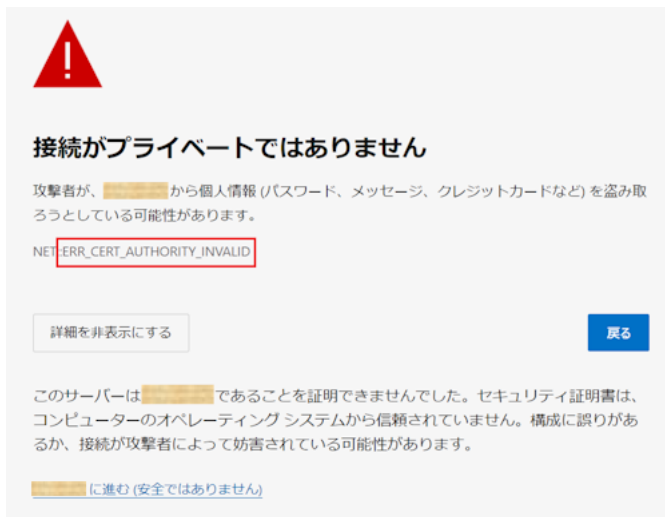 接続がプライベートではありません
攻撃者が、から個人情報 (パスワード、メッセージ、クレジットカードなど) を盗み取
ろうとしている可能性があります。
NET::ERR_CERT_AUTHORITY_INVALID
詳細を非表示にする
戻る
このサーバーはであることを証明できませんでした。セキュリティ証明書は、
コンピューターのオペレーティング システムから信頼されていません。構成に誤りがあ
るか、接続が攻撃者によって妨害されている可能性があります。
に進む (安全ではありません)